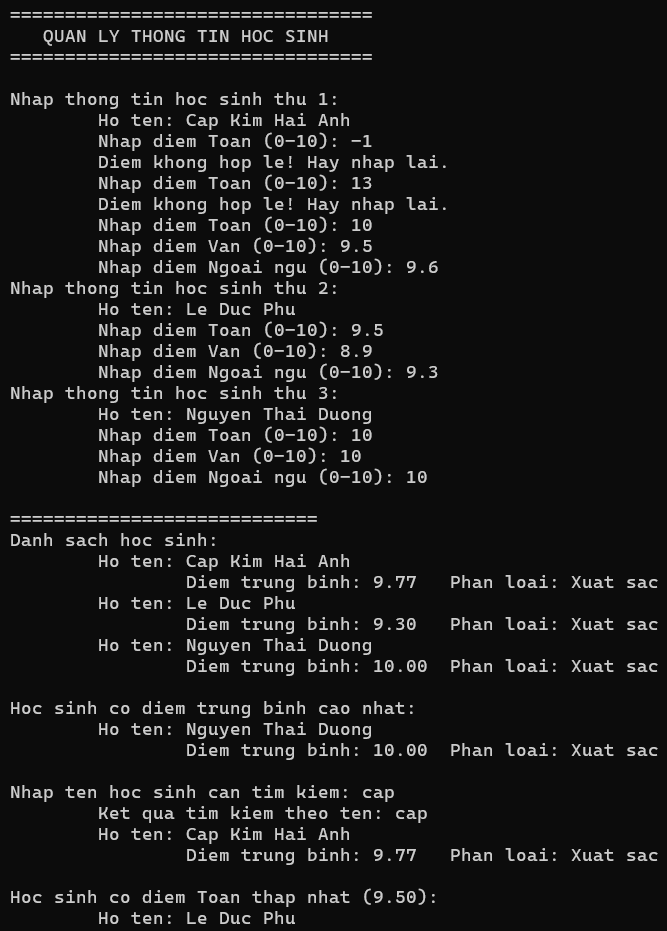 =================================
QUAN LY THONG TIN HOC SINH
=================================
Nhap thong tin hoc sinh thu 1:
Ho ten: Cap Kim Hai Anh
Nhap diem Toan (0-10): -1
Diem khong hop le! Hay nhap lai.
Nhap diem Toan (0-10): 13
Diem khong hop le! Hay nhap lai.
Nhap diem Toan (0-10): 10
Nhap diem Van (0-10): 9.5
Nhap diem Ngoai ngu (0-10): 9.6
Nhap thong tin hoc sinh thu 2:
Ho ten: Le Duc Phu
Nhap diem Toan (0-10): 9.5
Nhap diem Van (0-10): 8.9
Nhap diem Ngoai ngu (0-10): 9.3
Nhap thong tin hoc sinh thu 3:
Ho ten: Nguyen Thai Duong
Nhap diem Toan (0-10): 10
Nhap diem Van (0-10): 10
Nhap diem Ngoai ngu (0-10): 10
============================
Danh sach hoc sinh:
Ho ten: Cap Kim Hai Anh
Diem trung binh: 9.77   Phan loai: Xuat sac
Ho ten: Le Duc Phu
Diem trung binh: 9.30   Phan loai: Xuat sac
Ho ten: Nguyen Thai Duong
Diem trung binh: 10.00  Phan loai: Xuat sac
Hoc sinh co diem trung binh cao nhat:
Ho ten: Nguyen Thai Duong
Diem trung binh: 10.00  Phan loai: Xuat sac
Nhap ten hoc sinh can tim kiem: cap
Ket qua tim kiem theo ten: cap
Ho ten: Cap Kim Hai Anh
Diem trung binh: 9.77   Phan loai: Xuat sac
Hoc sinh co diem Toan thap nhat (9.50):
Ho ten: Le Duc Phu